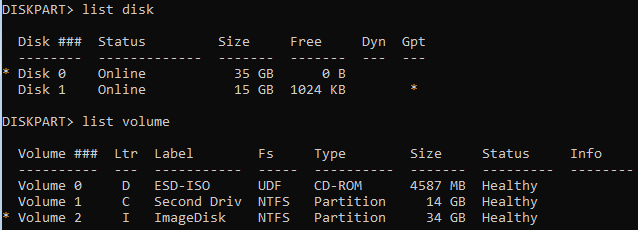 DISKPART> list disk
Disk ### Status Size Free Dyn Gpt
-------- ------------- ------- ------- --- ---
* Disk 0 Online 35 GB 0 B
Disk 1 Online 15 GB 1024 KB *
DISKPART> list volume
Volume ### Ltr Label Fs Type Size Status Info
---------- --- ----------- ----- ---------- ------- --------- --------
Volume 0 D ESD-ISO UDF CD-ROM 4587 MB Healthy
Volume 1 C Second Driv NTFS Partition 14 GB Healthy
* Volume 2 I ImageDisk NTFS Partition 34 GB Healthy